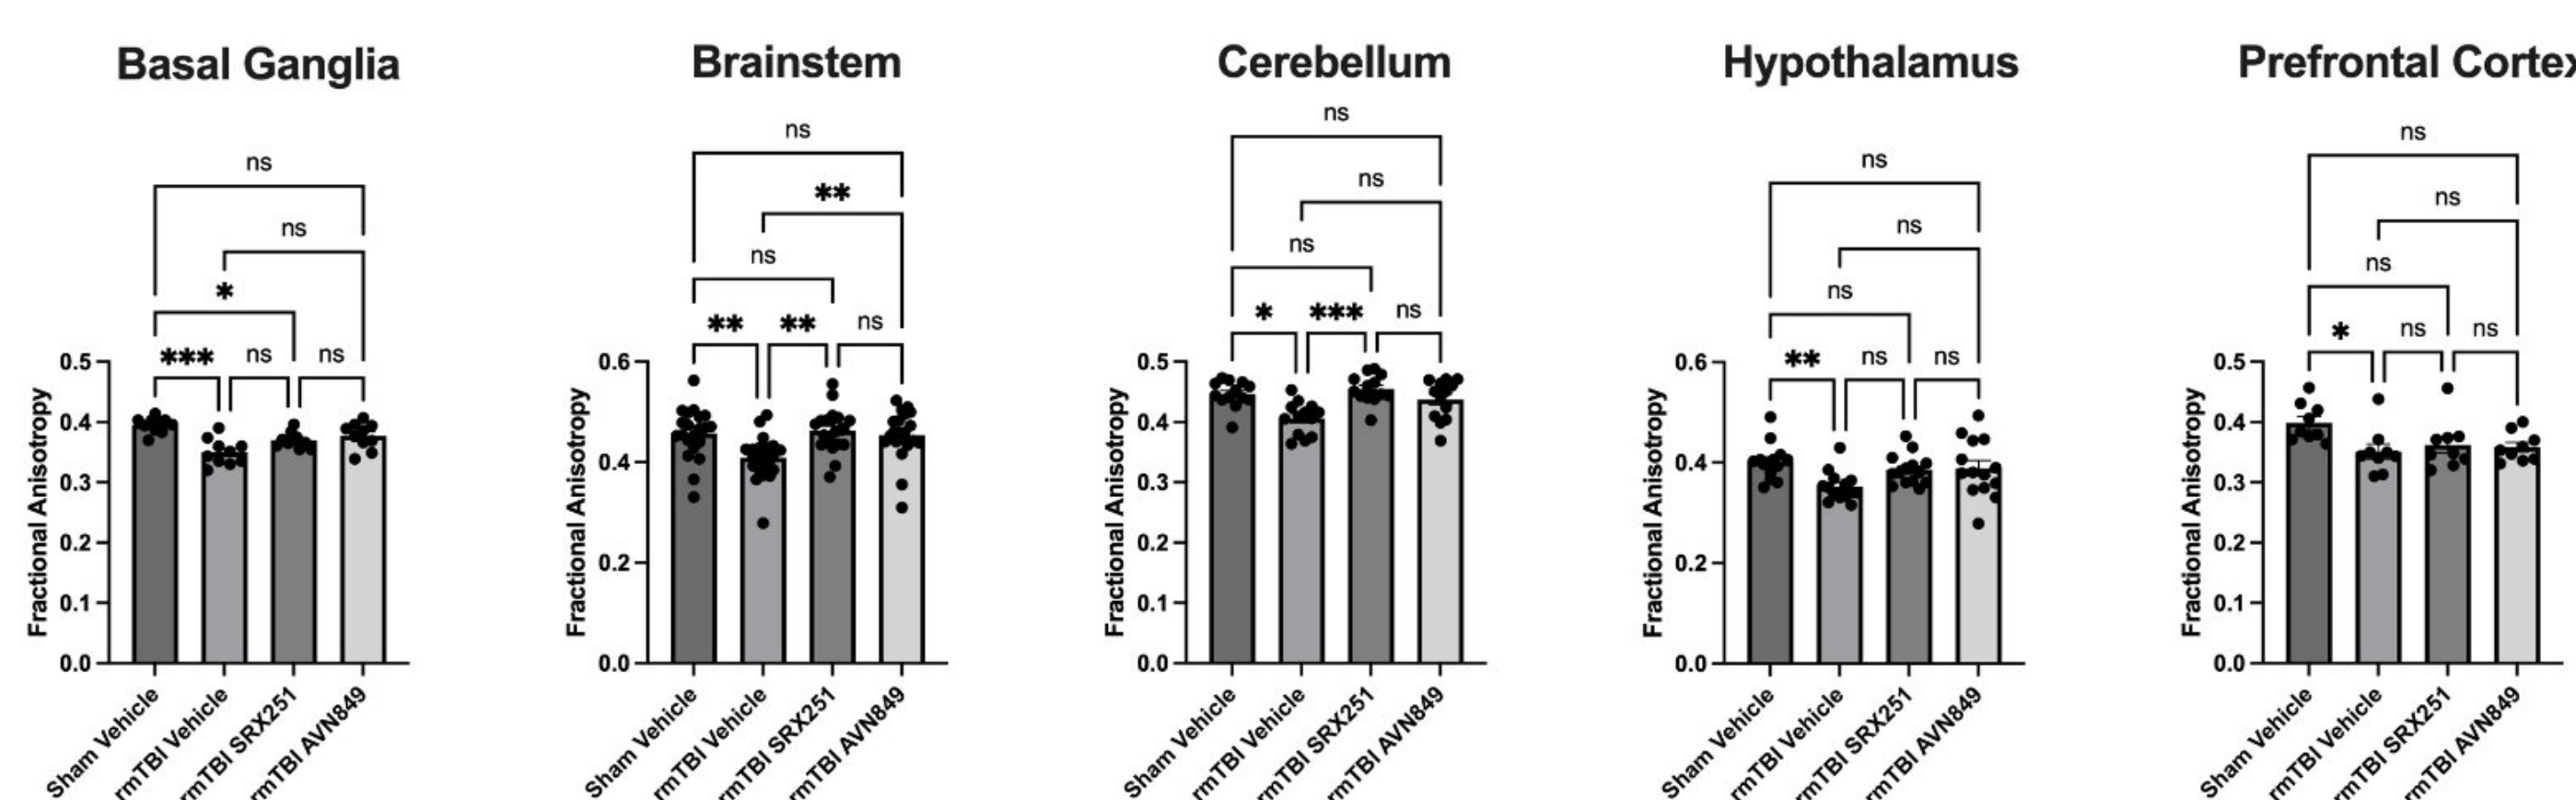 Basal Ganglia
ns
ns
*
*** ns ns
0.5
0.4
0.3
0.2
0.1
0.0
Fractional Anisotropy
Sham Vehicle
rmTBI Vehicle
rmTBI SRX251
rmTBI AVN849
Brainstem
ns
**
ns
** ** ns
0.6
0.4
0.2
0.0
Fractional Anisotropy
Sham Vehicle
rmTBI Vehicle
rmTBI SRX251
rmTBI AVN849
Cerebellum
ns
ns
ns
* *** ns
0.5
0.4
0.3
0.2
0.1
0.0
Fractional Anisotropy
Sham Vehicle
rmTBI Vehicle
rmTBI SRX251
rmTBI AVN849
Hypothalamus
ns
ns
ns
** ns ns
0.6
0.4
0.2
0.0
Fractional Anisotropy
Sham Vehicle
rmTBI Vehicle
rmTBI SRX251
rmTBI AVN849
Prefrontal Cortex
ns
ns
ns
* ns ns
0.5
0.4
0.3
0.2
0.1
0.0
Fractional Anisotropy
Sham Vehicle
rmTBI Vehicle
rmTBI SRX251
rmTBI AVN849